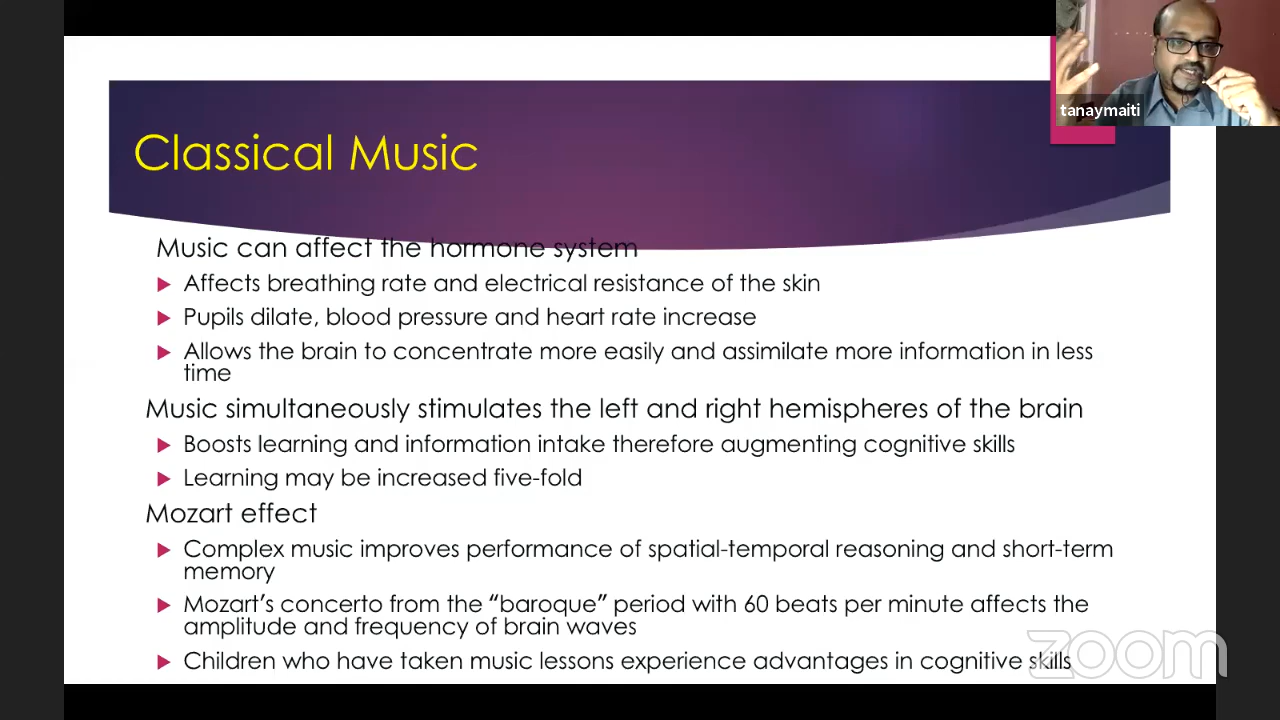 tanaymaiti
Classical Music
Music can affect the hormone system
Affects breathing rate and electrical resistance of the skin
Pupils dilate, blood pressure and heart rate increase
Allows the brain to concentrate more easily and assimilate more information in less
time
Music simultaneously stimulates the left and right hemispheres of the brain
Boosts learning and information intake therefore augmenting cognitive skills
Learning may be increased five-fold
Mozart effect
Complex music improves performance of spatial-temporal reasoning and short-term
memory
Mozart’s concerto from the “baroque” period with 60 beats per minute affects the
amplitude and frequency of brain waves
Children who have taken music lessons experience advantages in cognitive skills
zoom